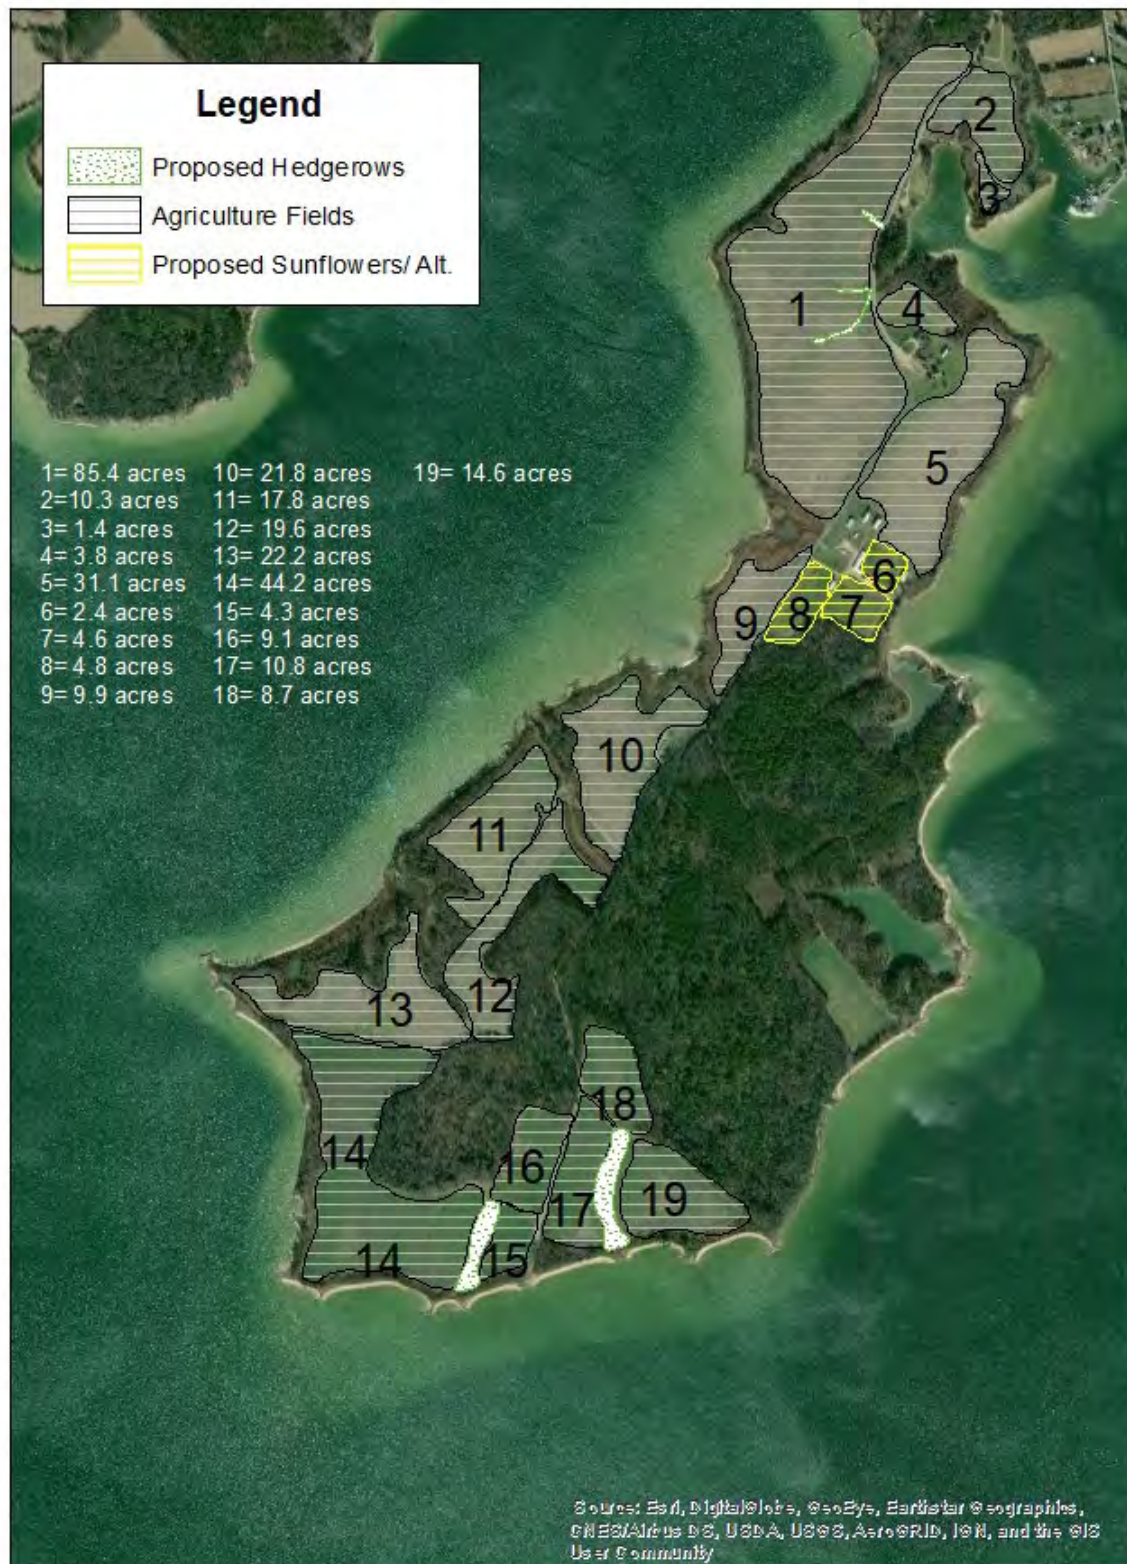 Legend
Proposed Hedgerows
Agriculture Fields
Proposed Sunflowers/ Alt.
1= 85.4 acres 10= 21.8 acres 19= 14.6 acres
2=10.3 acres 11= 17.8 acres
3= 1.4 acres 12= 19.6 acres
4= 3.8 acres 13= 22.2 acres
5= 31.1 acres 14= 44.2 acres
6= 2.4 acres 15= 4.3 acres
7= 4.6 acres 16= 9.1 acres
8= 4.8 acres 17= 10.8 acres
9= 9.9 acres 18= 8.7 acres
2
3
1
4
5
6
7
8
9
10
11
13
12
18
14
16
17
19
14
15
Source: Esri, DigitalGlobe, GeoEye, Earthstar Geographics,
CNES/Airbus DS, USDA, USGS, AeroGRID, IGN, and the GIS
User Community